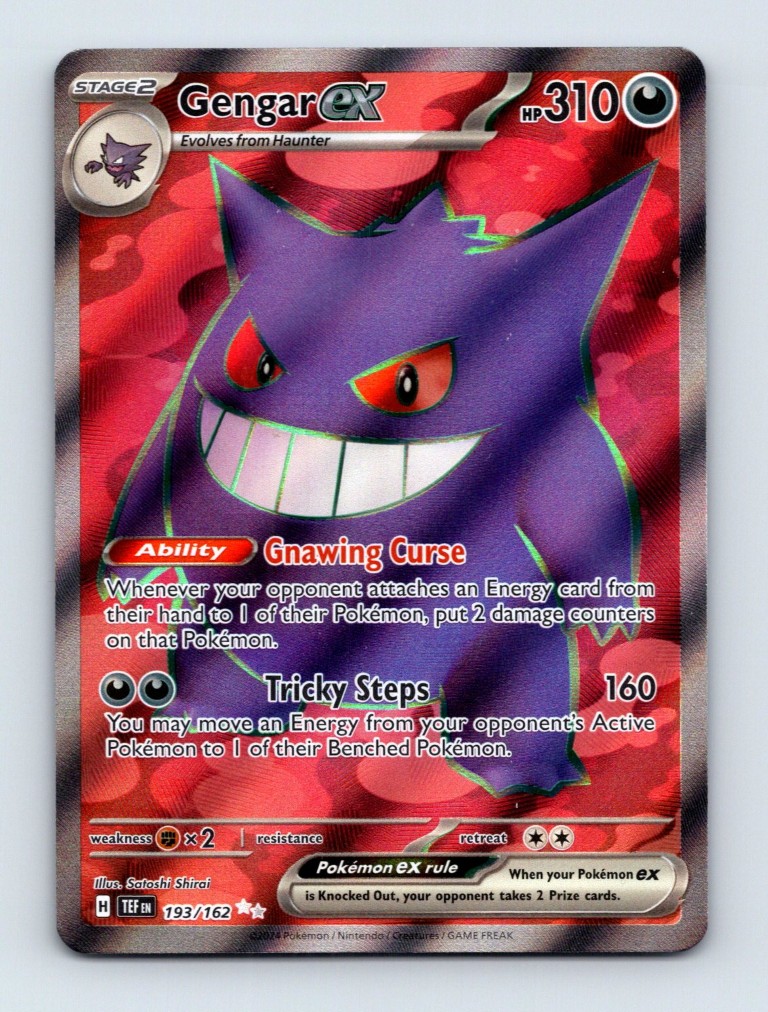 STAGE2
Gengar ex
HP310
Evolves from Haunter
Ability Gnawing Curse
Whenever your opponent attaches an Energy card from
their hand to 1 of their Pokémon, put 2 damage counters
on that Pokémon.
Tricky Steps 160
You may move an Energy from your opponent's Active
Pokémon to 1 of their Benched Pokémon.
weakness ×2 resistance retreat
Pokémon ex rule When your Pokémon ex
is Knocked Out, your opponent takes 2 Prize cards.
Illus. Satoshi Shirai
H TEF EN 193/162
©2024 Pokémon / Nintendo / Creatures / GAME FREAK